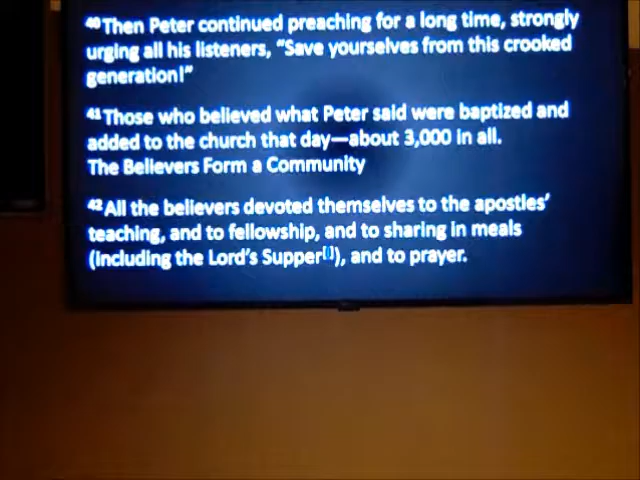 ⁴⁰Then Peter continued preaching for a long time, strongly
urging all his listeners, “Save yourselves from this crooked
generation!”
⁴¹Those who believed what Peter said were baptized and
added to the church that day—about 3,000 in all.
The Believers Form a Community
⁴²All the believers devoted themselves to the apostles’
teaching, and to fellowship, and to sharing in meals
(including the Lord’s Supper), and to prayer.